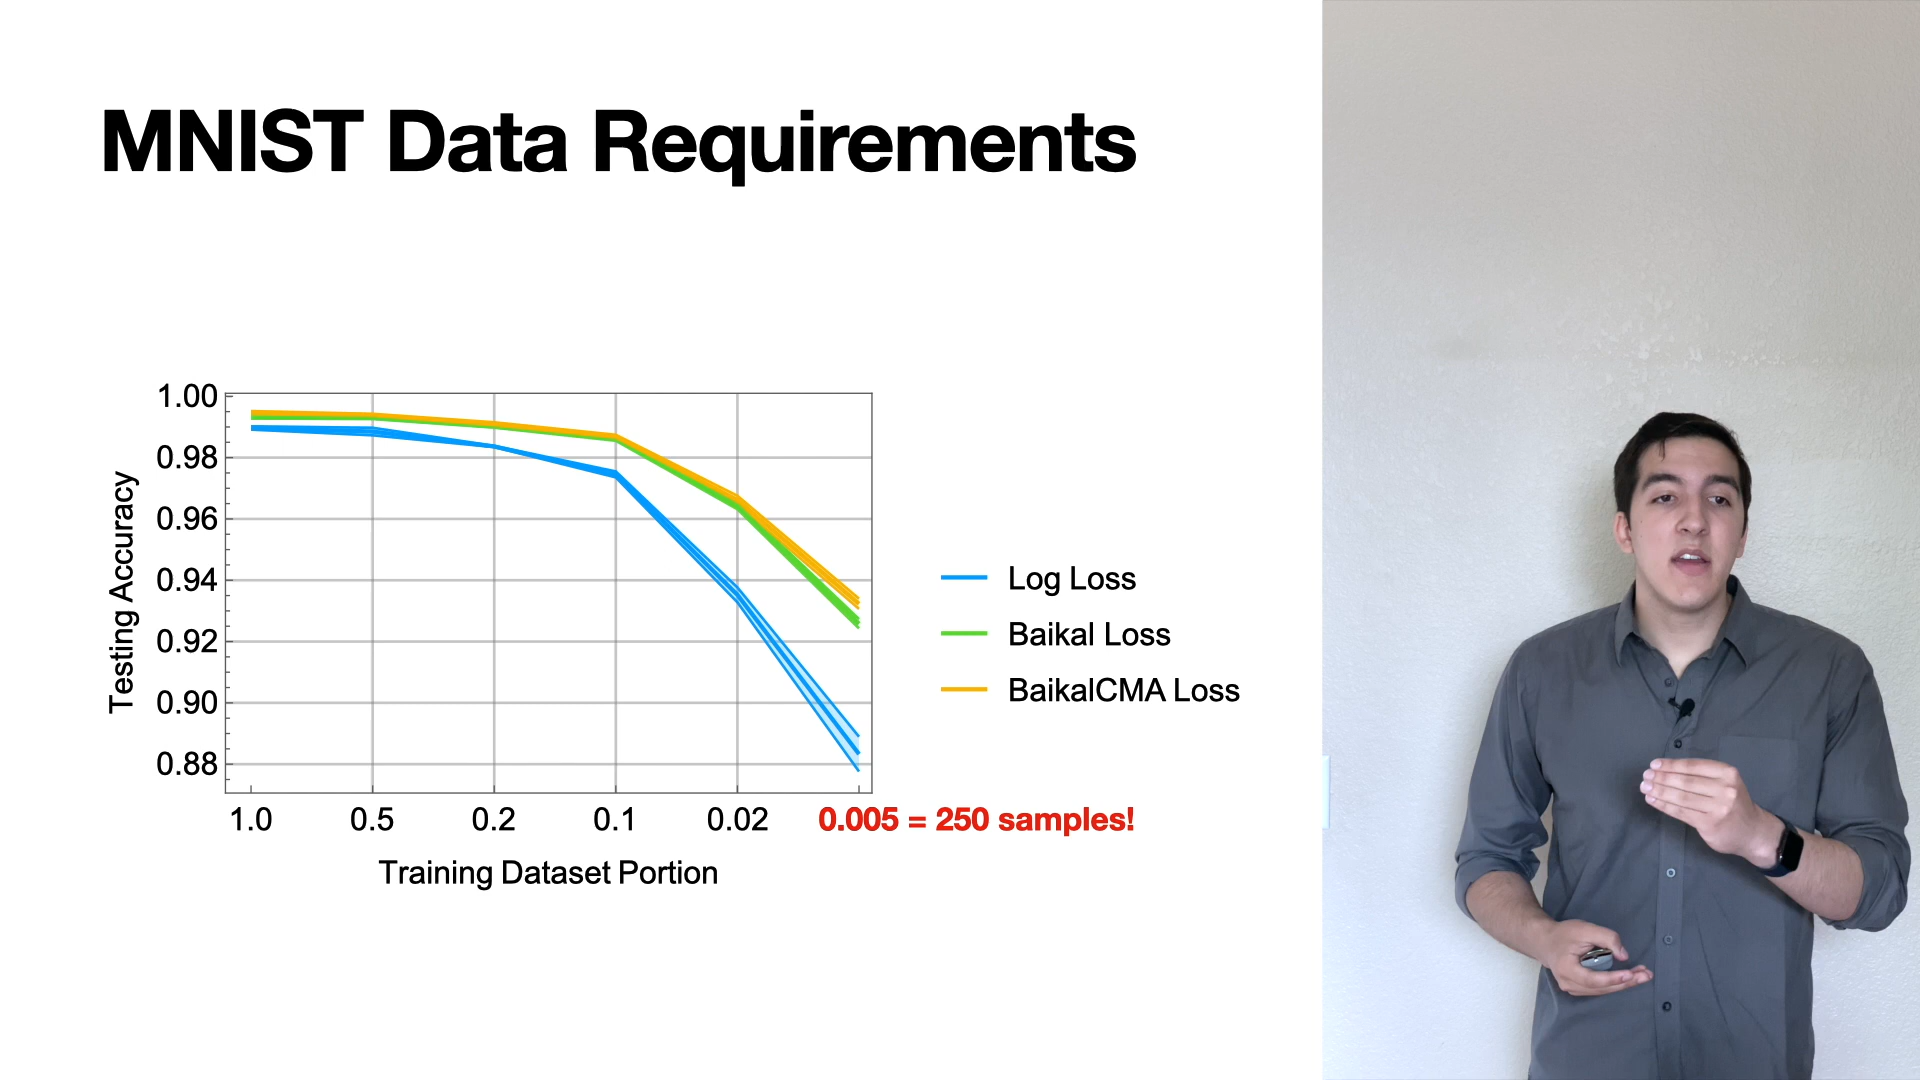 MNIST Data Requirements
1.00
0.98
0.96
0.94
0.92
0.90
0.88
Testing Accuracy
1.0 0.5 0.2 0.1 0.02 0.005 = 250 samples!
Training Dataset Portion
Log Loss
Baikal Loss
BaikalCMA Loss